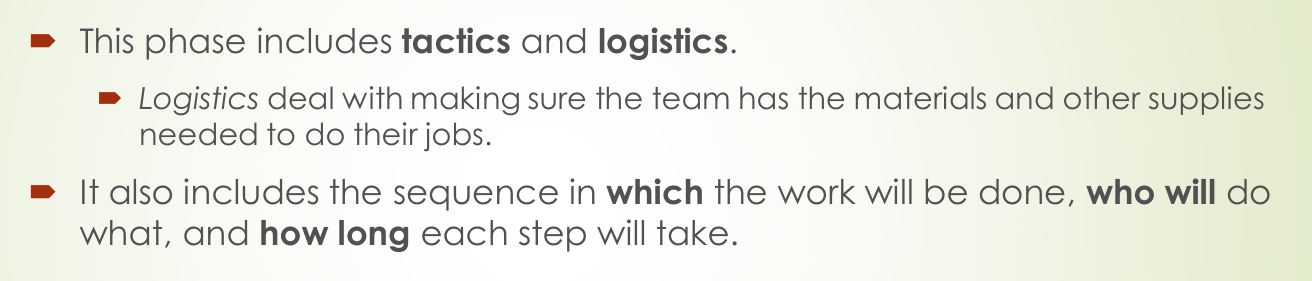 This phase includes tactics and logistics.
Logistics deal with making sure the team has the materials and other supplies
needed to do their jobs.
It also includes the sequence in which the work will be done, who will do
what, and how long each step will take.